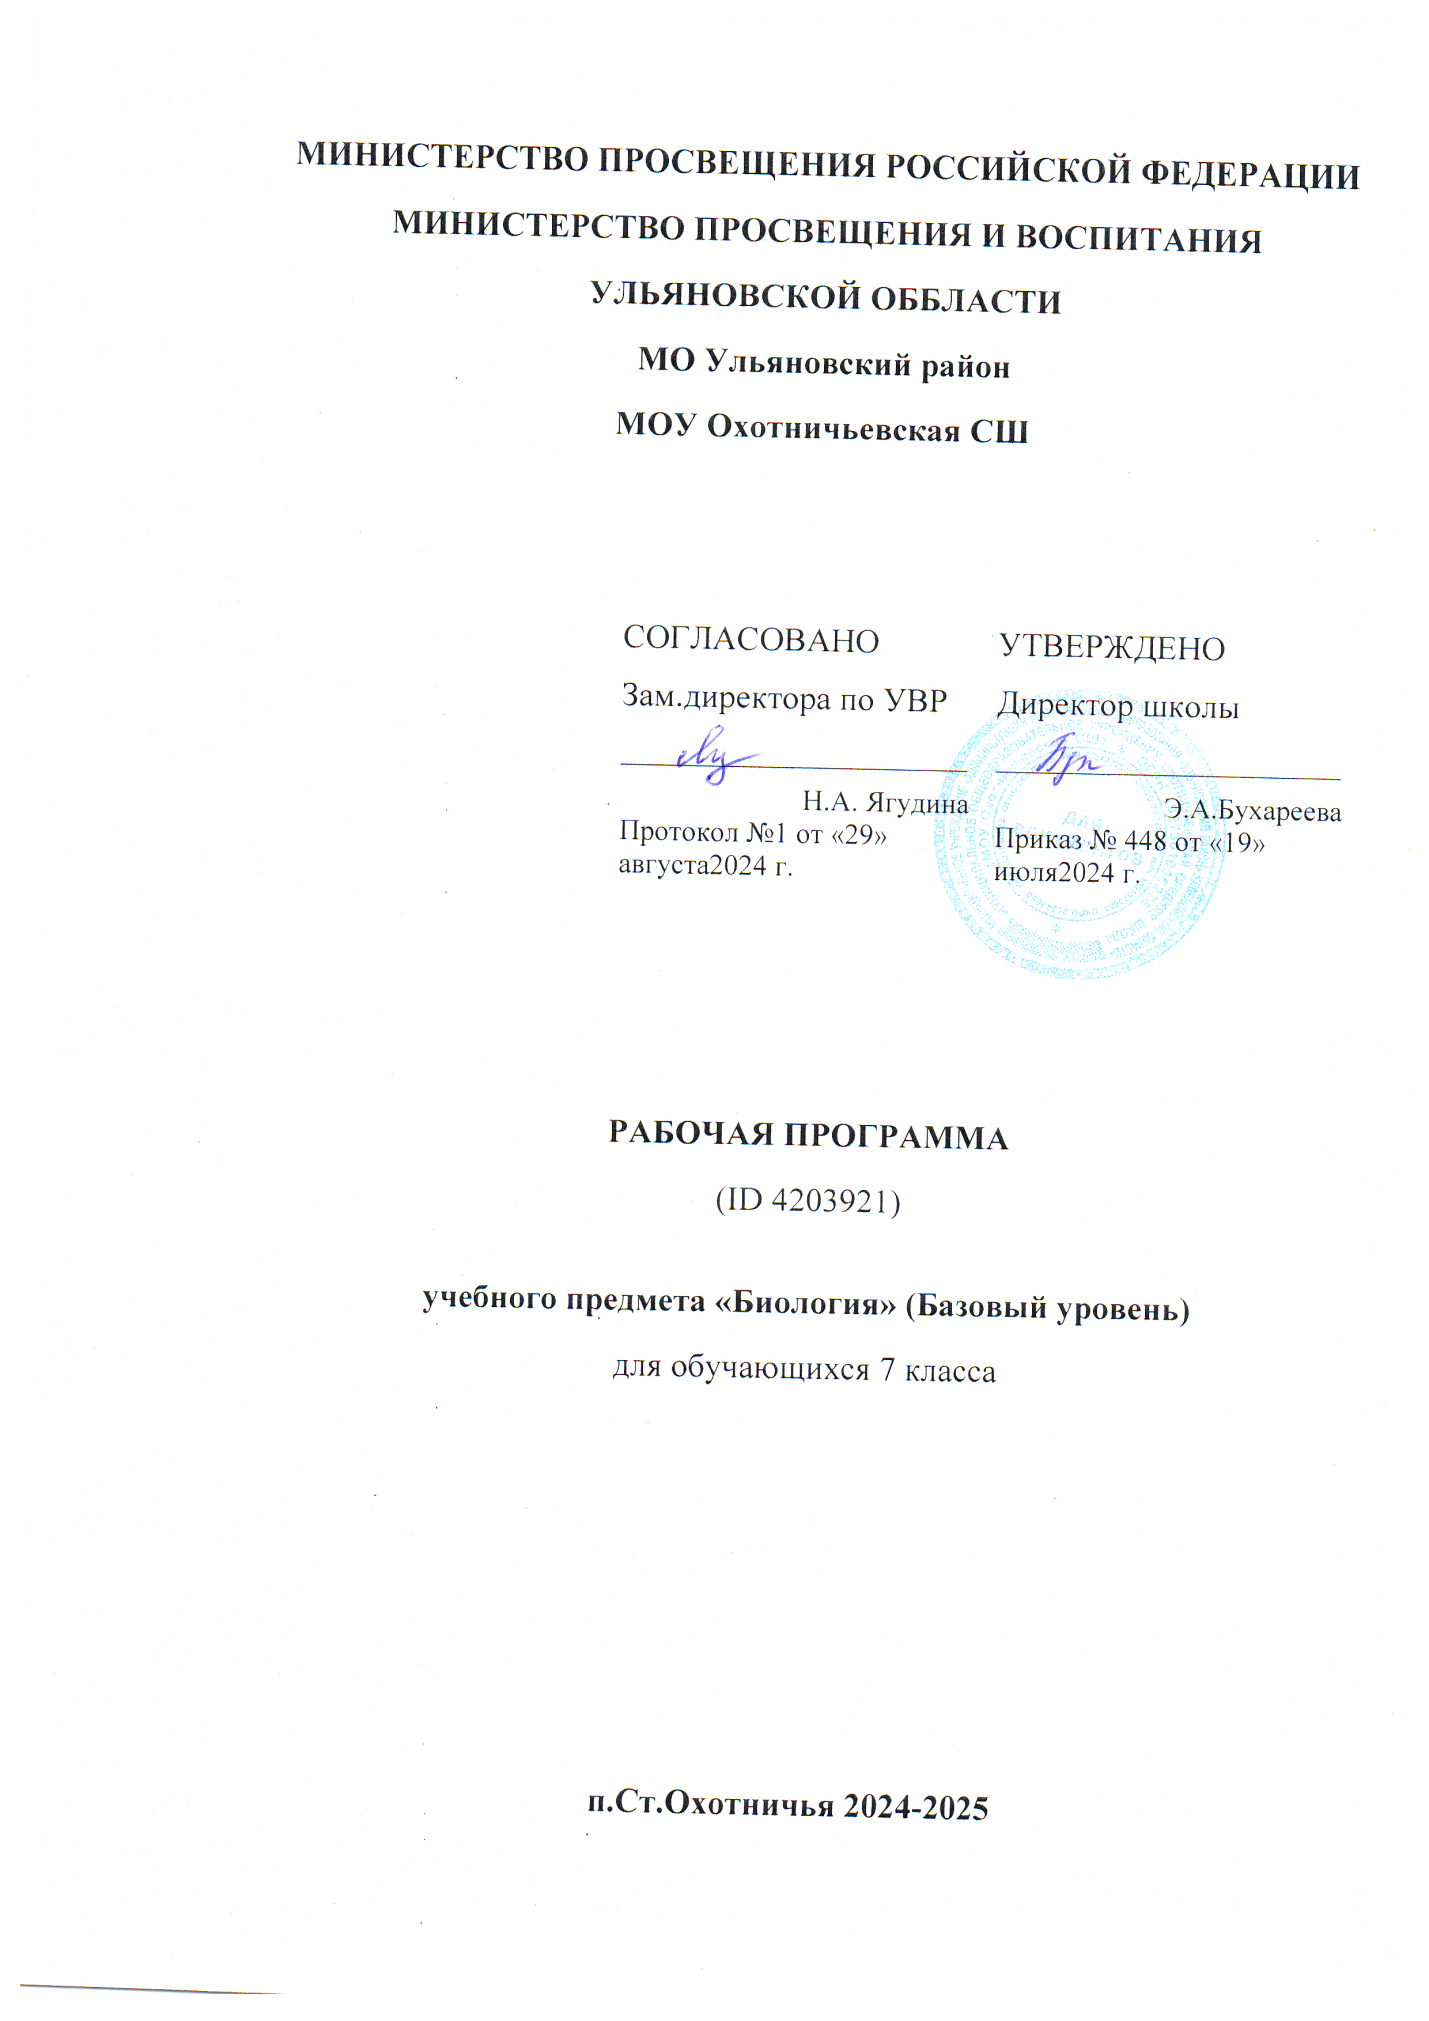 МИНИСТЕРСТВО ПРОСВЕЩЕНИЯ РОССИЙСКОЙ ФЕДЕРАЦИИ
МИНИСТЕРСТВО ПРОСВЕЩЕНИЯ И ВОСПИТАНИЯ
УЛЬЯНОВСКОЙ ОББЛАСТИ
МО Ульяновский район
МОУ Охотничьевская СШ
СОГЛАСОВАНО
Зам.директора по УВР
Н.А. Ягудина
Протокол №1 от «29»
августа2024 г.
УТВЕРЖДЕНО
Директор школы
Э.А.Бухареева
Приказ № 448 от «19»
июля2024 г.
РАБОЧАЯ ПРОГРАММА
(ID 4203921)
учебного предмета «Биология» (Базовый уровень)
для обучающихся 7 класса
п.Ст.Охотничья 2024-2025